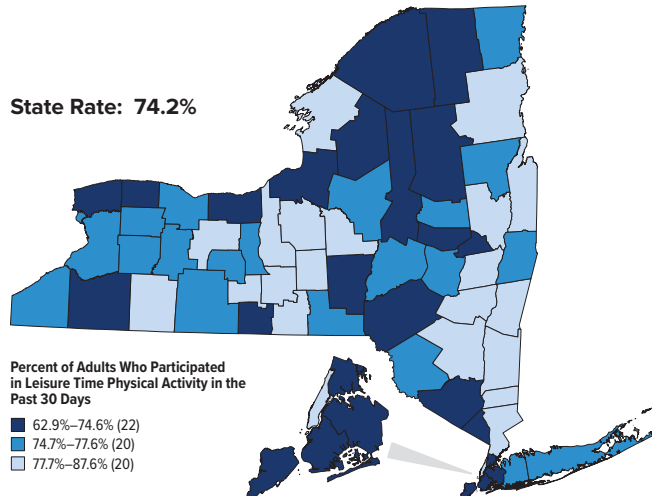 State Rate: 74.2%
Percent of Adults Who Participated
in Leisure Time Physical Activity in the
Past 30 Days
62.9%–74.6% (22)
74.7%–77.6% (20)
77.7%–87.6% (20)